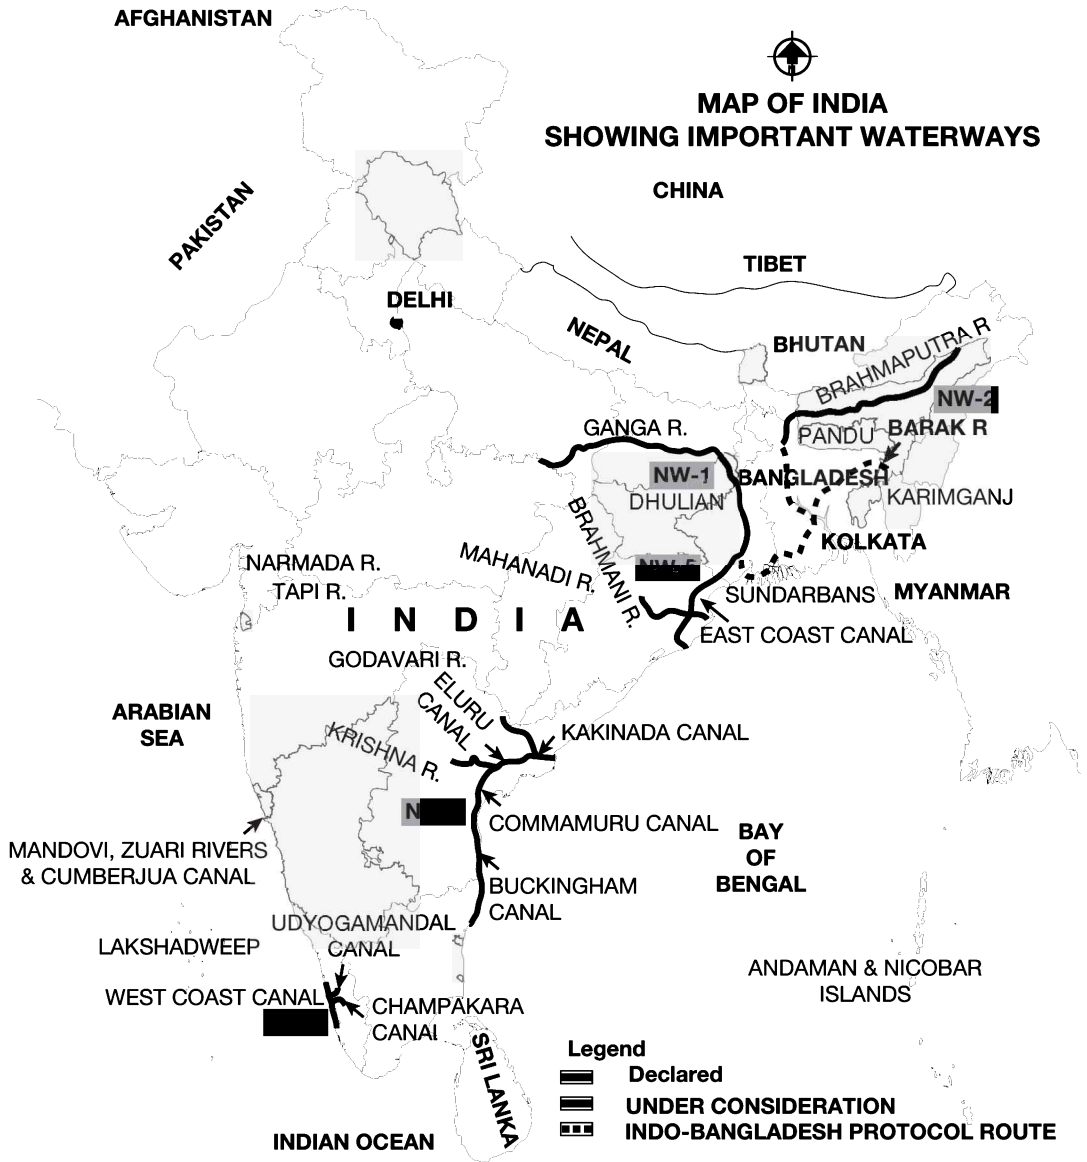 AFGHANISTAN
MAP OF INDIA
SHOWING IMPORTANT WATERWAYS
CHINA
PAKISTAN
TIBET
DELHI
NEPAL
BHUTAN
BRAHMAPUTRA R
NW-2
GANGA R.
PANDU
BARAK R
NW-1
BANGLADESH
DHULIAN
KARIMGANJ
BRAHMANI R.
KOLKATA
MAHANADI R.
NARMADA R.
TAPI R.
SUNDARBANS
MYANMAR
INDIA
EAST COAST CANAL
GODAVARI R.
ELURU
CANAL
ARABIAN
SEA
KAKINADA CANAL
KRISHNA R.
COMMAMURU CANAL
BAY
OF
BENGAL
MANDOVI, ZUARI RIVERS
& CUMBERJUA CANAL
BUCKINGHAM
CANAL
UDYOGAMANDAL
CANAL
LAKSHADWEEP
ANDAMAN & NICOBAR
ISLANDS
WEST COAST CANAL
CHAMPAKARA
CANAL
SRI LANKA
Legend
Declared
UNDER CONSIDERATION
INDO-BANGLADESH PROTOCOL ROUTE
INDIAN OCEAN